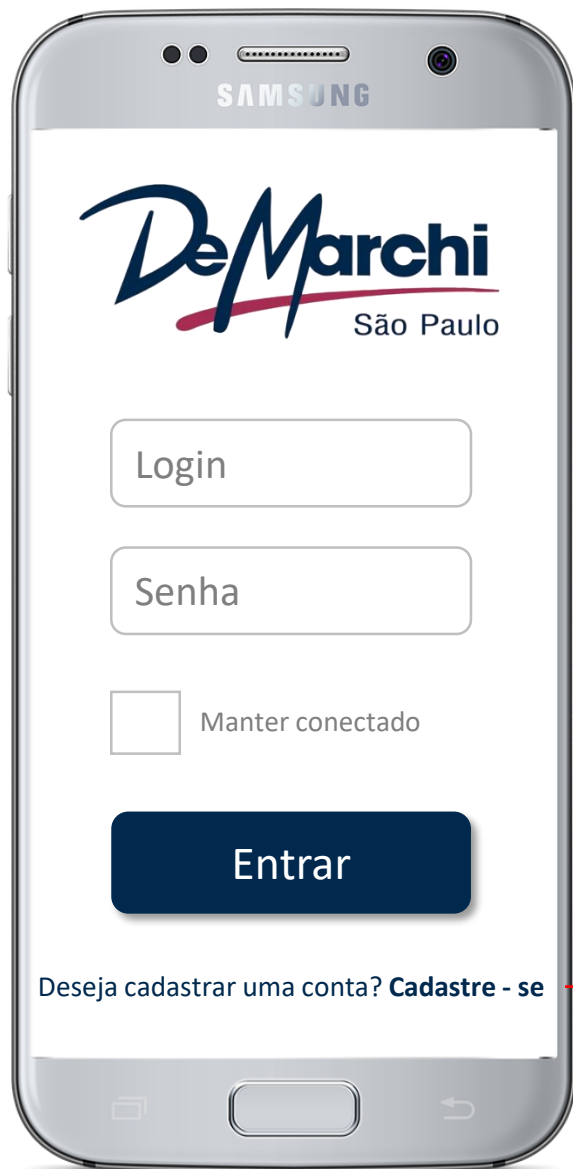 SAMSUNG
DeMarchi
São Paulo
Login
Senha
Manter conectado
Entrar
Deseja cadastrar uma conta? Cadastre - se